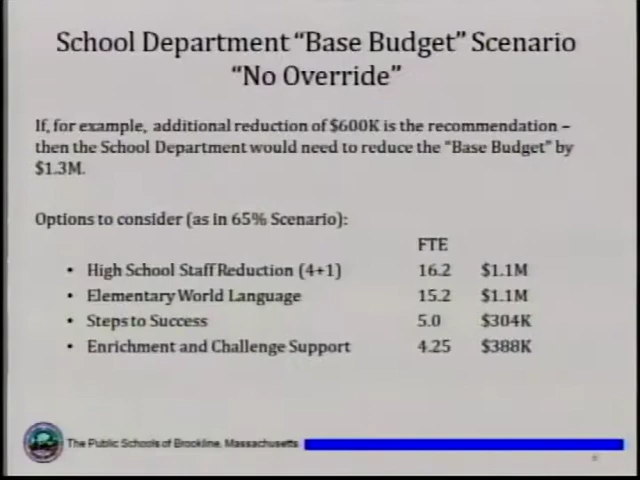 School Department “Base Budget” Scenario
“No Override”
If, for example, additional reduction of $600K is the recommendation –
then the School Department would need to reduce the “Base Budget” by
$1.3M.
Options to consider (as in 65% Scenario):
FTE
• High School Staff Reduction (4+1) 16.2 $1.1M
• Elementary World Language 15.2 $1.1M
• Steps to Success 5.0 $304K
• Enrichment and Challenge Support 4.25 $388K
The Public Schools of Brookline, Massachusetts